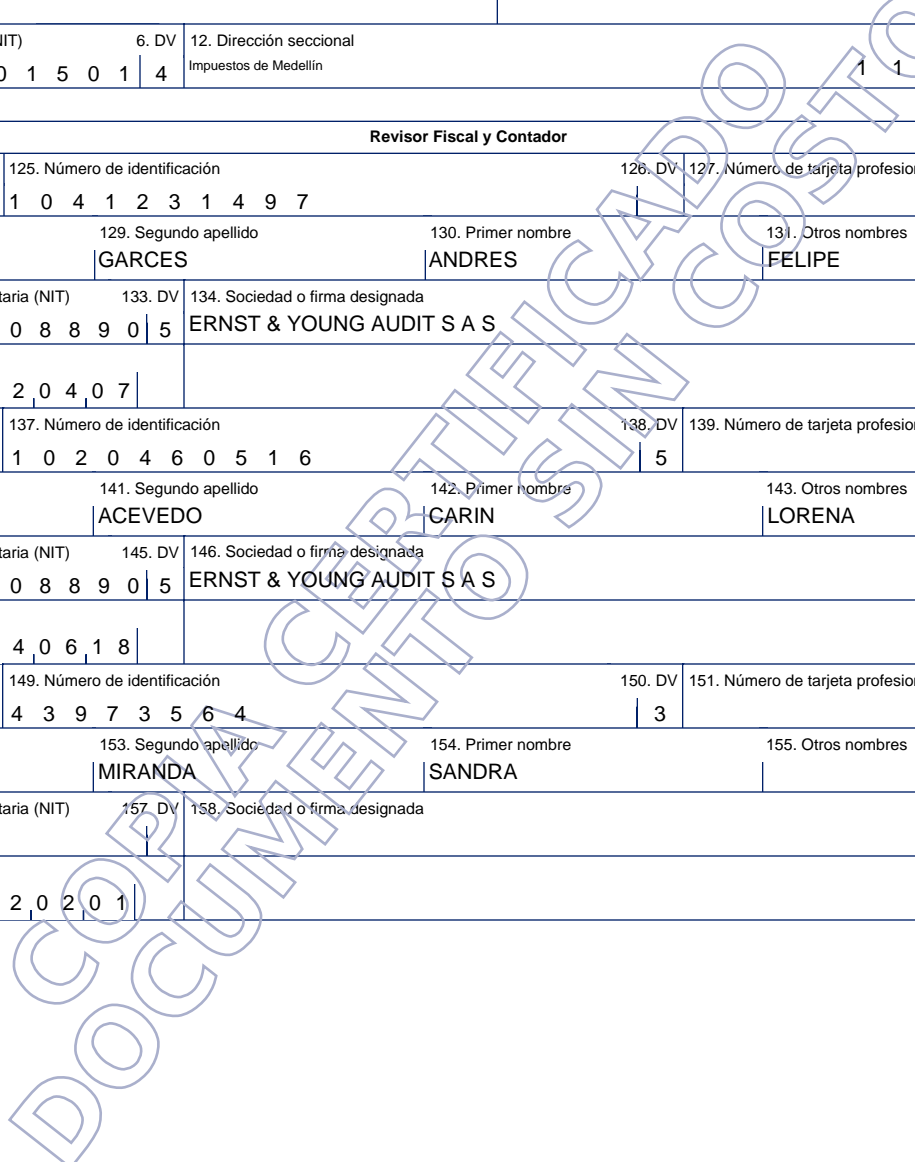 NIT) 6. DV 12. Dirección seccional
0 1 5 0 1 4 Impuestos de Medellín 1 1
Revisor Fiscal y Contador
125. Número de identificación 126. DV 127. Número de tarjeta profesion
1 0 4 1 2 3 1 4 9 7
129. Segundo apellido 130. Primer nombre 131. Otros nombres
GARCES ANDRES FELIPE
taria (NIT) 133. DV 134. Sociedad o firma designada
0 8 8 9 0 5 ERNST & YOUNG AUDIT S A S
2 0 4 0 7
137. Número de identificación 138. DV 139. Número de tarjeta profesion
1 0 2 0 4 6 0 5 1 6 5
141. Segundo apellido 142. Primer nombre 143. Otros nombres
ACEVEDO CARIN LORENA
taria (NIT) 145. DV 146. Sociedad o firma designada
0 8 8 9 0 5 ERNST & YOUNG AUDIT S A S
4 0 6 1 8
149. Número de identificación 150. DV 151. Número de tarjeta profesion
4 3 9 7 3 5 6 4 3
153. Segundo apellido 154. Primer nombre 155. Otros nombres
MIRANDA SANDRA
taria (NIT) 157. DV 158. Sociedad o firma designada
2 0 2 0 1
COPIA CERTIFICADO
DOCUMENTO SIN COSTO